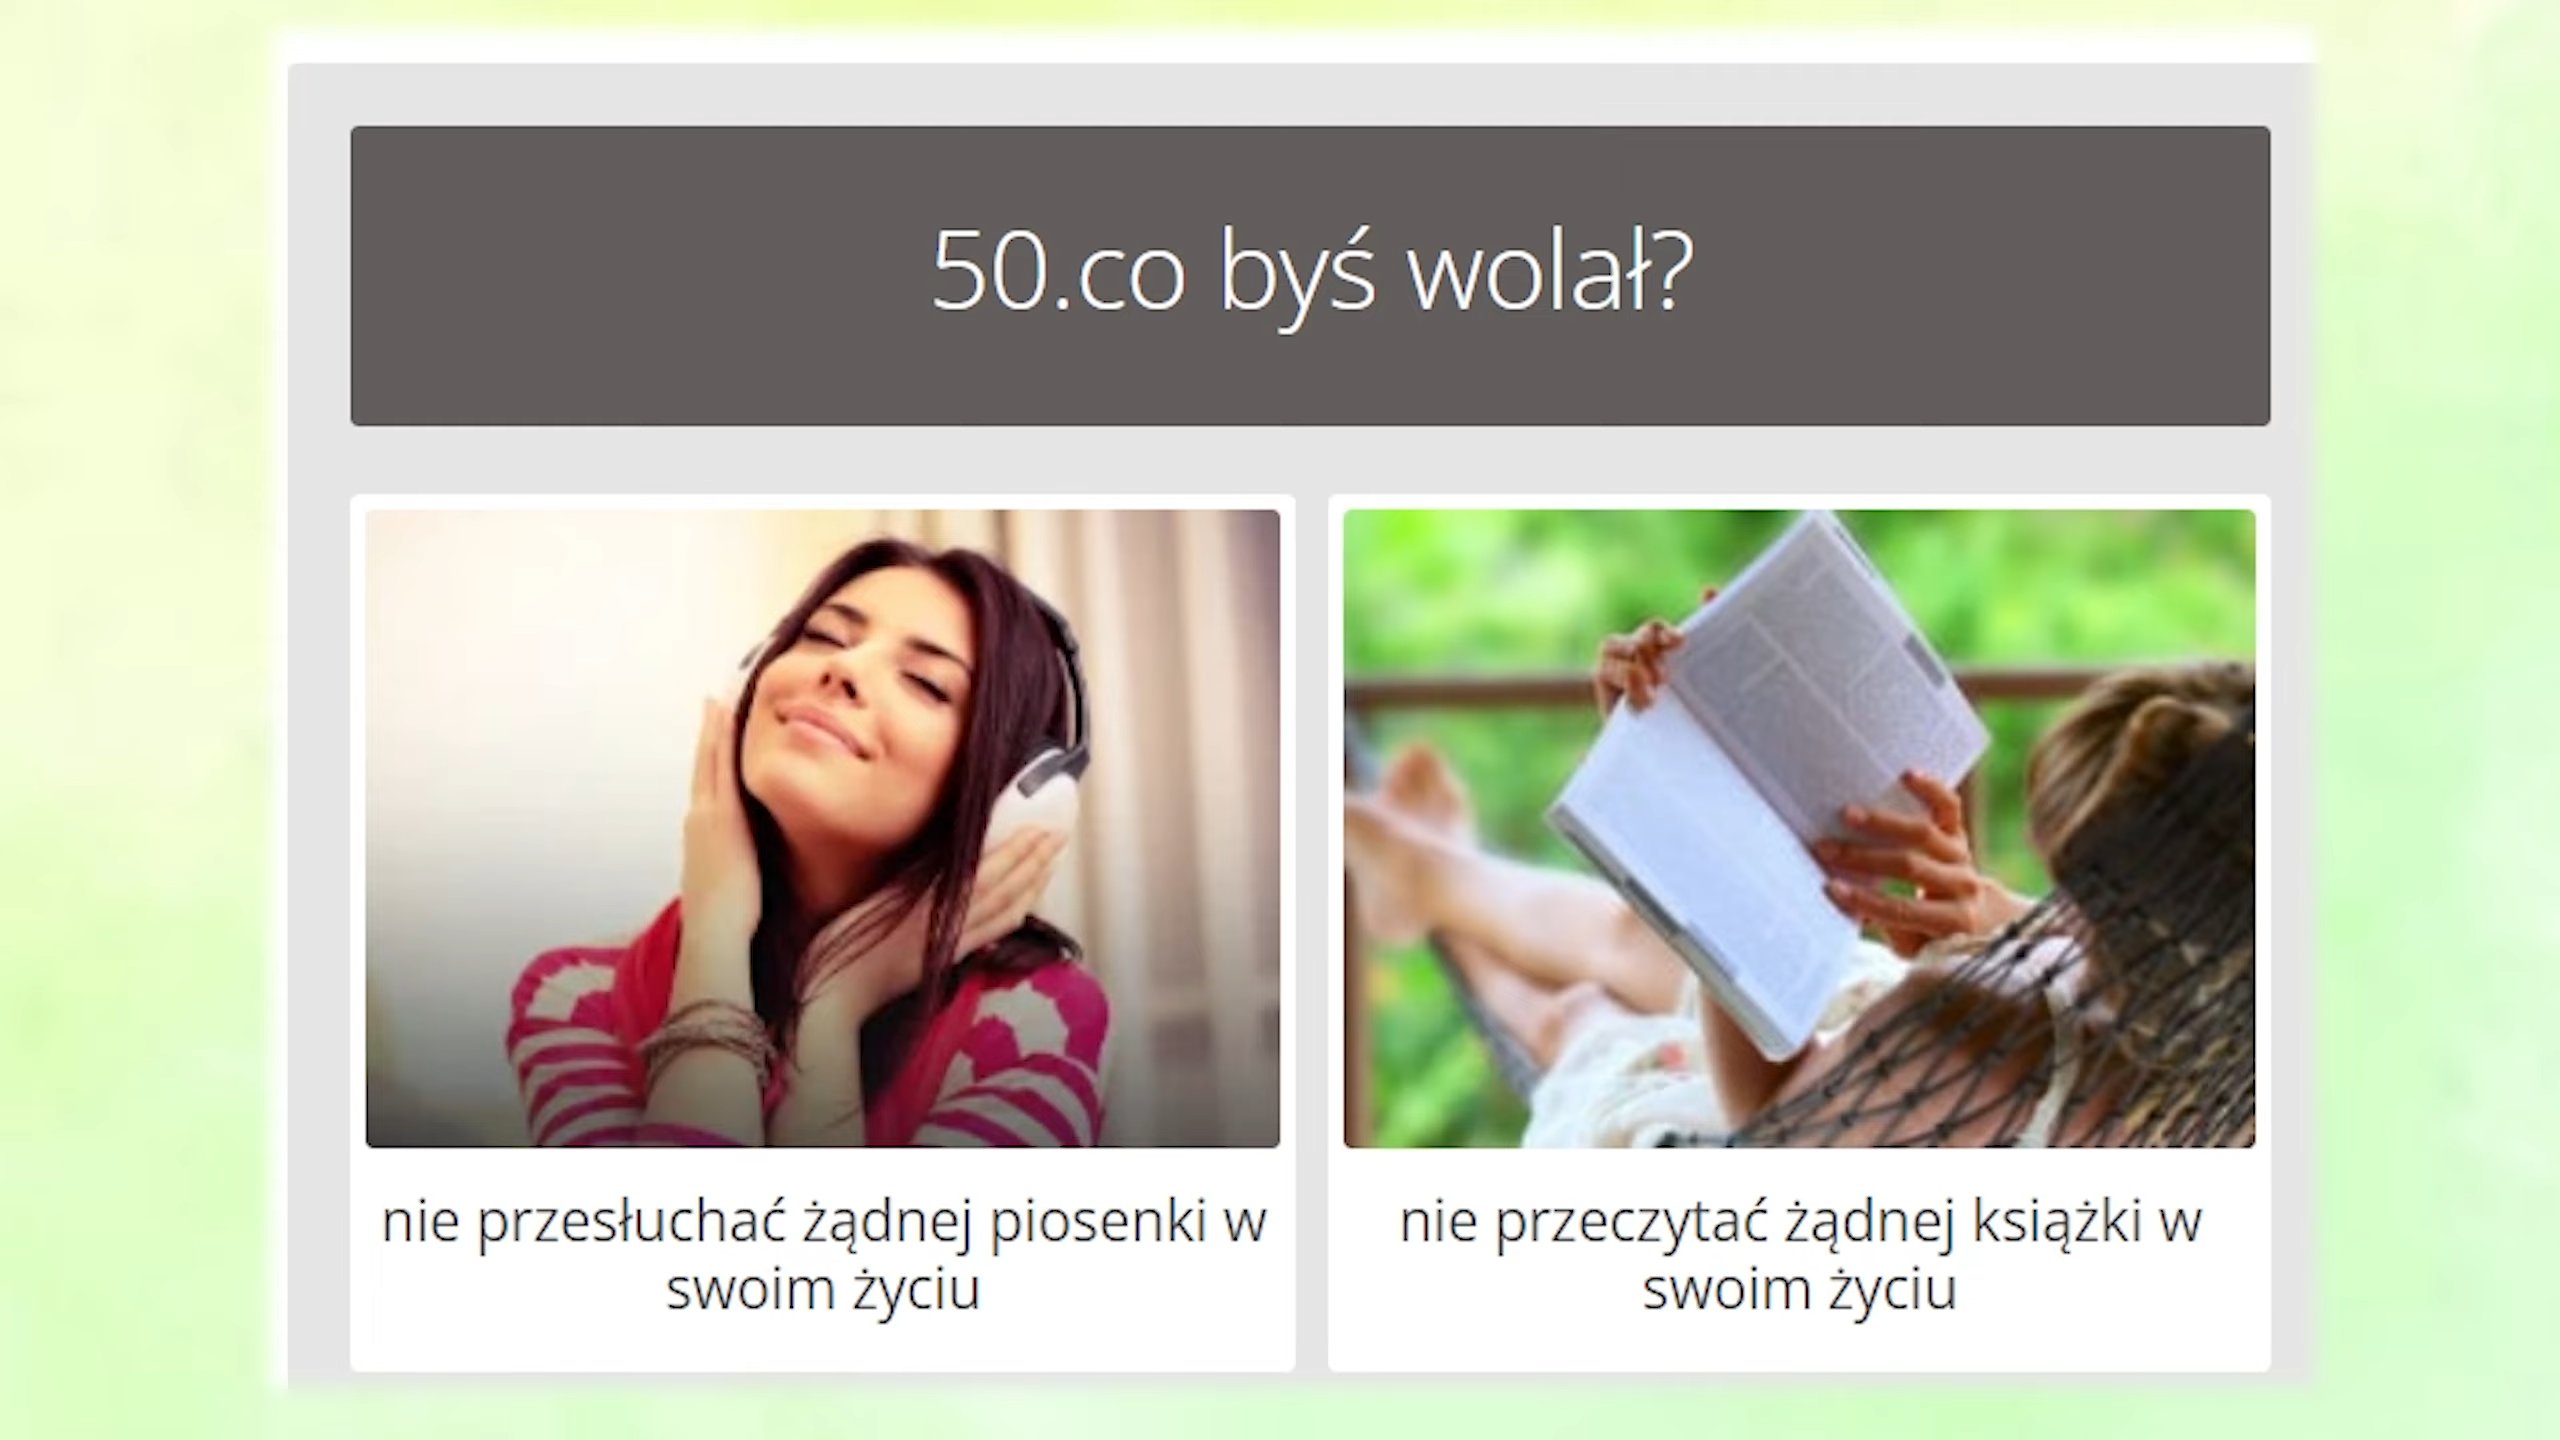 50.co byś wolał?
nie przesłuchać żądnej piosenki w
swoim życiu
nie przeczytać żądnej książki w
swoim życiu